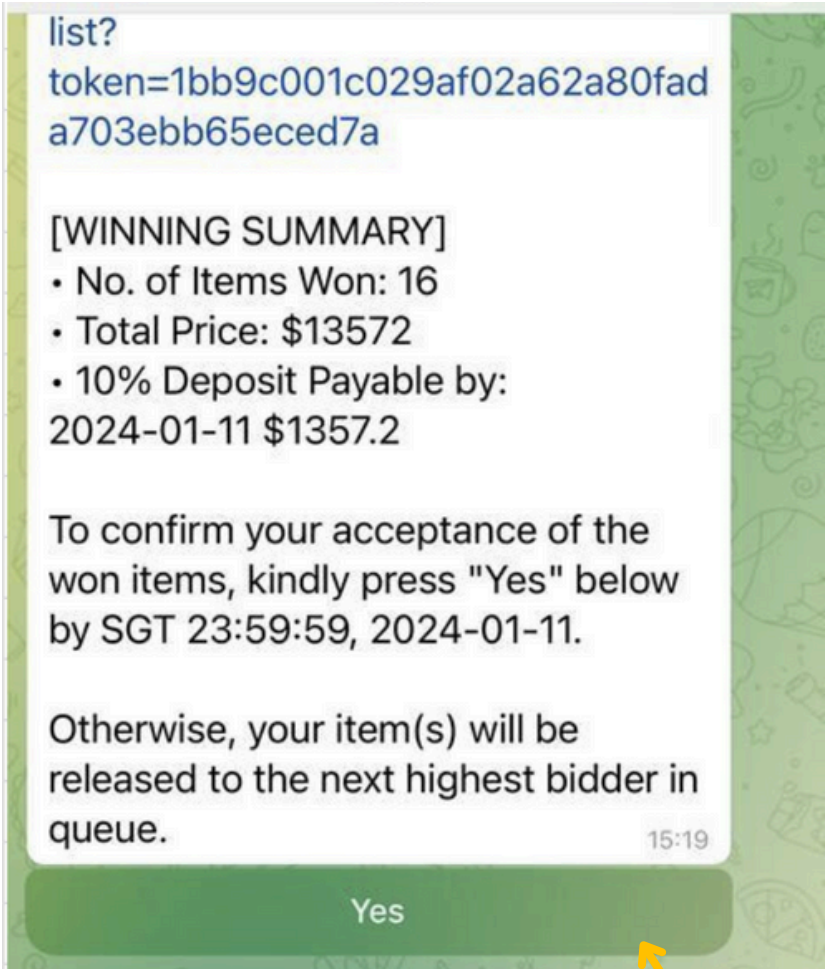 list?
token=1bb9c001c029af02a62a80fad
a703ebb65eced7a
[WINNING SUMMARY]
• No. of Items Won: 16
• Total Price: $13572
• 10% Deposit Payable by:
2024-01-11 $1357.2
To confirm your acceptance of the
won items, kindly press "Yes" below
by SGT 23:59:59, 2024-01-11.
Otherwise, your item(s) will be
released to the next highest bidder in
queue.
15:19
Yes